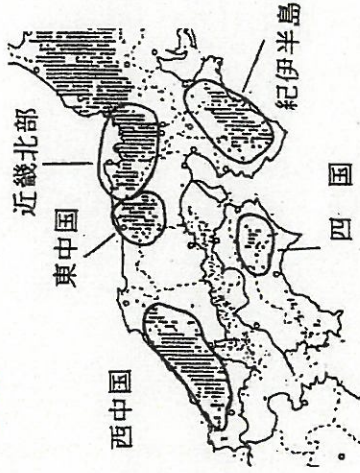 近畿北部
東中国
西中国
紀伊半島
四国